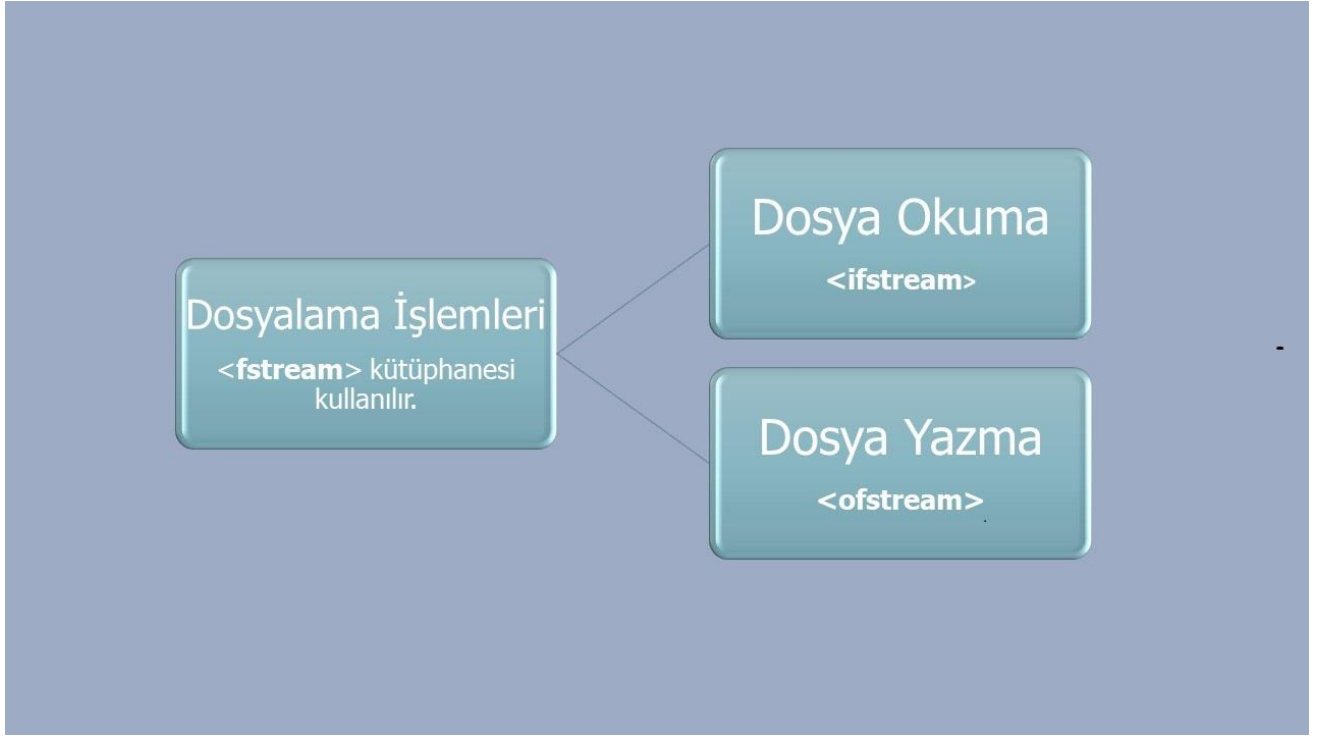 Dosyalama İşlemleri
<fstream> kütüphanesi
kullanılır.
Dosya Okuma
<ifstream>
Dosya Yazma
<ofstream>